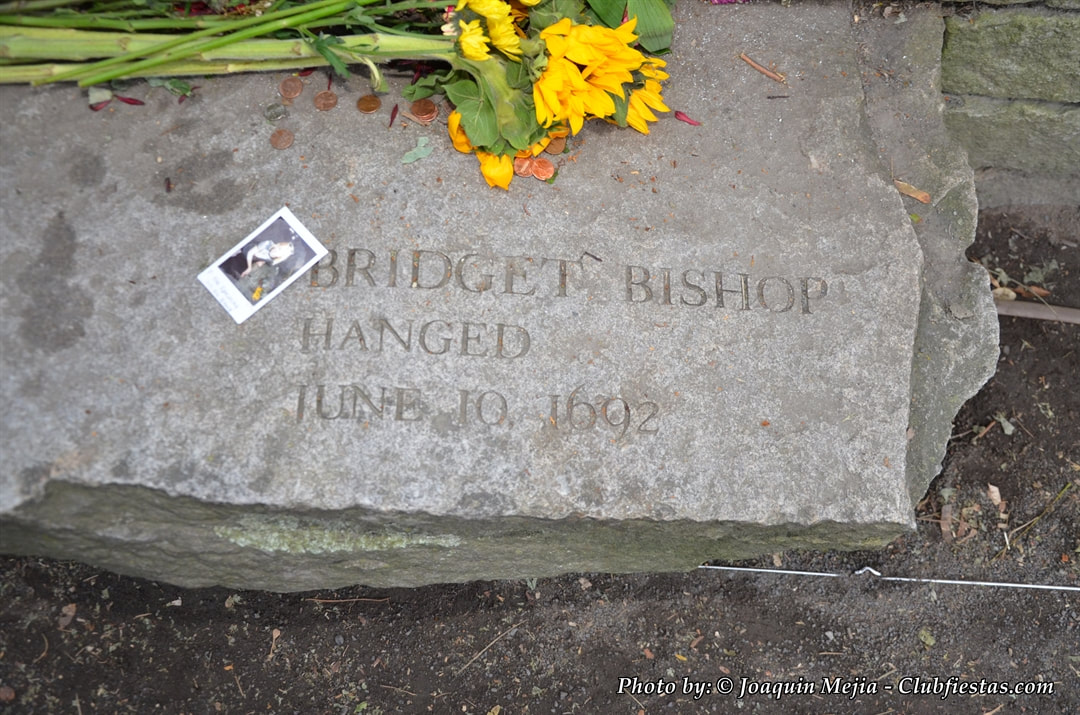 BRIDGET BISHOP
HANGED
JUNE 10, 1692
Photo by: © Joaquin Mejia - Clubfiestas.com